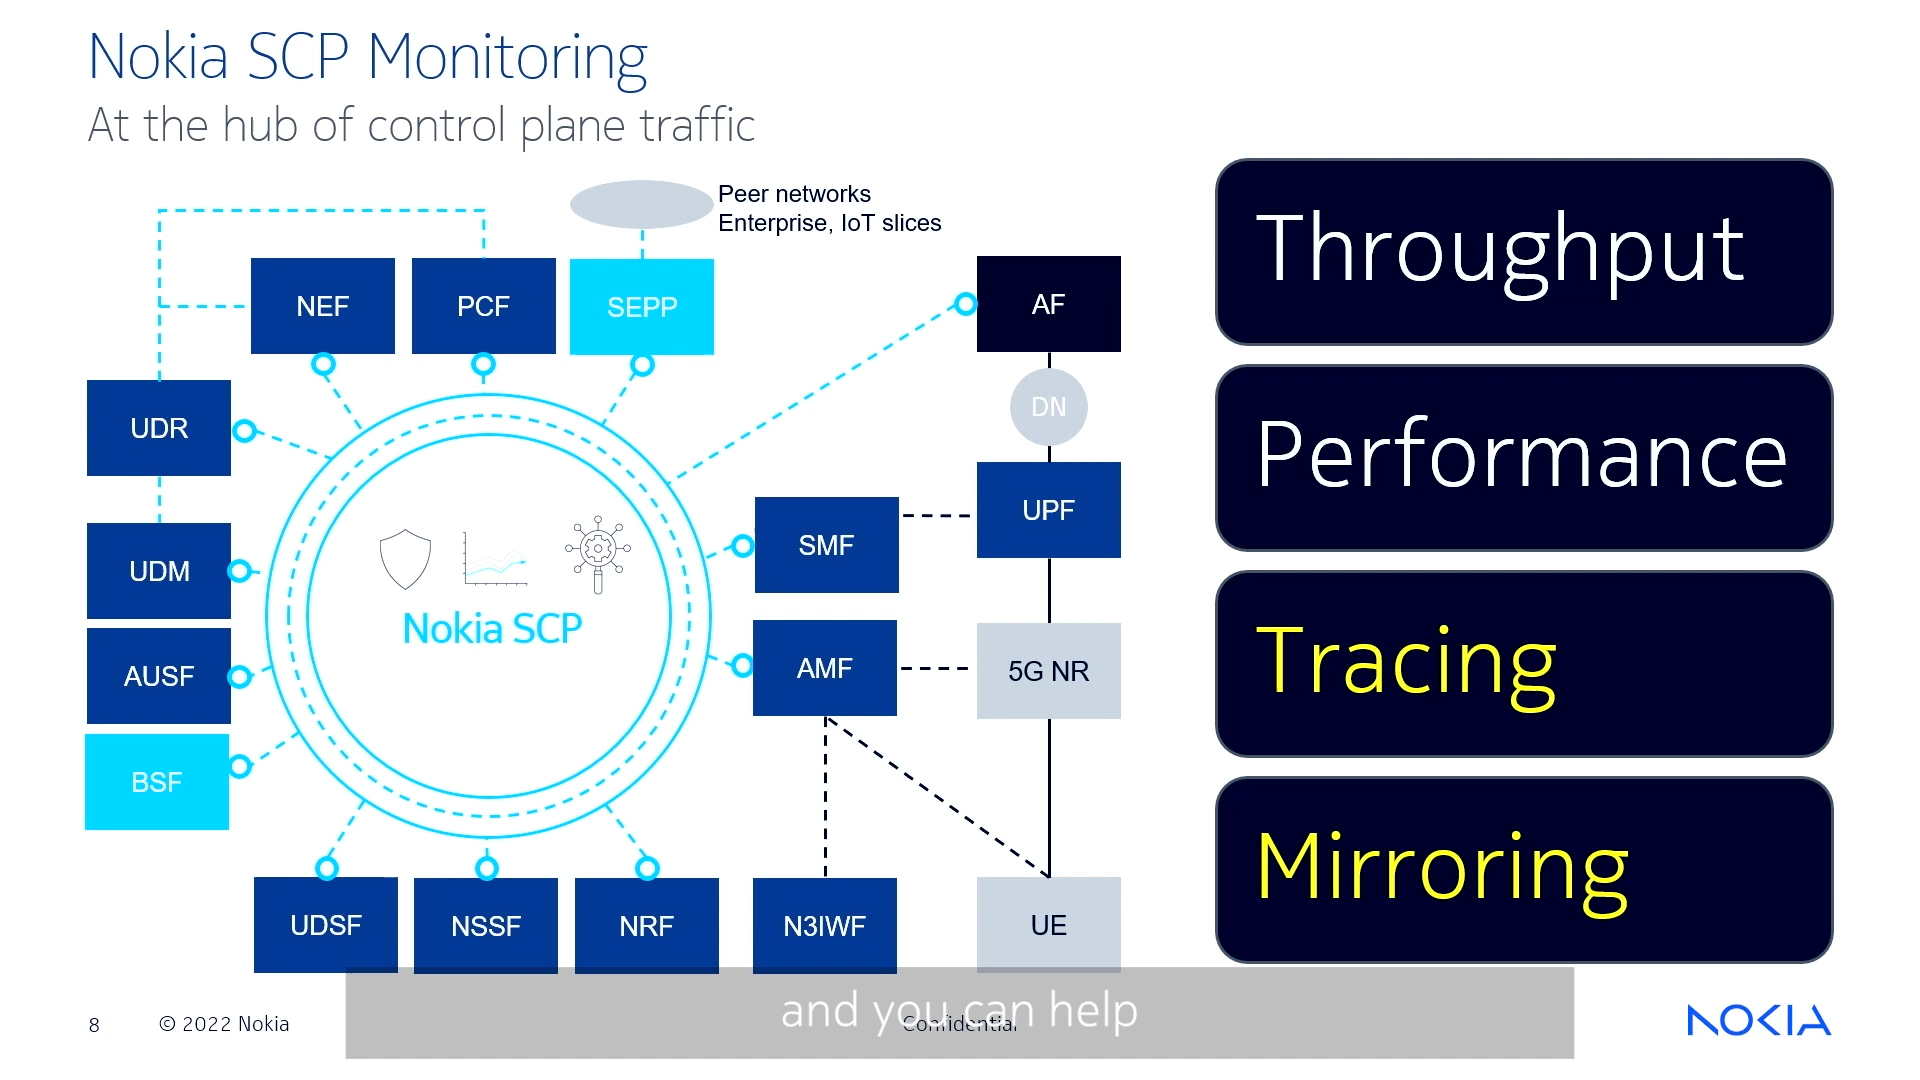 Nokia SCP Monitoring
At the hub of control plane traffic
Peer networks
Enterprise, IoT slices
NEF
PCF
SEPP
AF
DN
UDR
UPF
SMF
UDM
Nokia SCP
AMF
5G NR
AUSF
BSF
UDSF
NSSF
NRF
N3IWF
UE
Throughput
Performance
Tracing
Mirroring
and you can help
8
© 2022 Nokia
Confidential
NOKIA